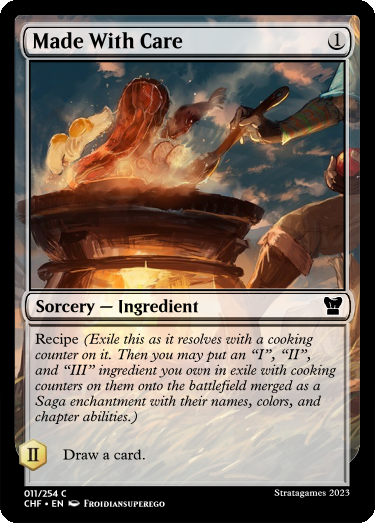 Made With Care 1
Sorcery — Ingredient
Recipe (Exile this as it resolves with a cooking
counter on it. Then you may put an “I”, “II”,
and “III” ingredient you own in exile with cooking
counters on them onto the battlefield merged as a
Saga enchantment with their names, colors, and
chapter abilities.)
II Draw a card.
011/254 C
Stratagames 2023
CHF • EN Froidiansuperego